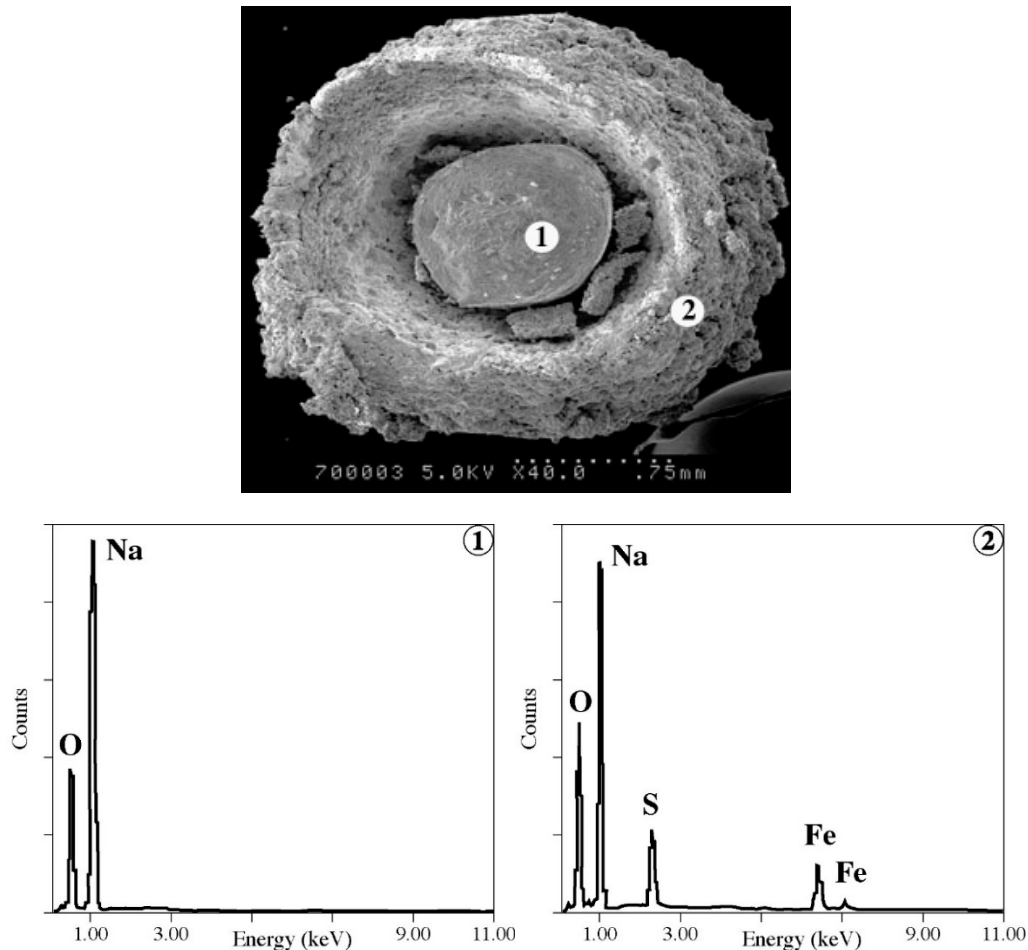 1
2
700003 5.0KV X40.0 .75mm
Na
①
O
Counts
1.00 3.00 Energy (keV) 9.00 11.00
Na
②
O
S
Fe
Fe
Counts
1.00 3.00 Energy (keV) 9.00 11.00